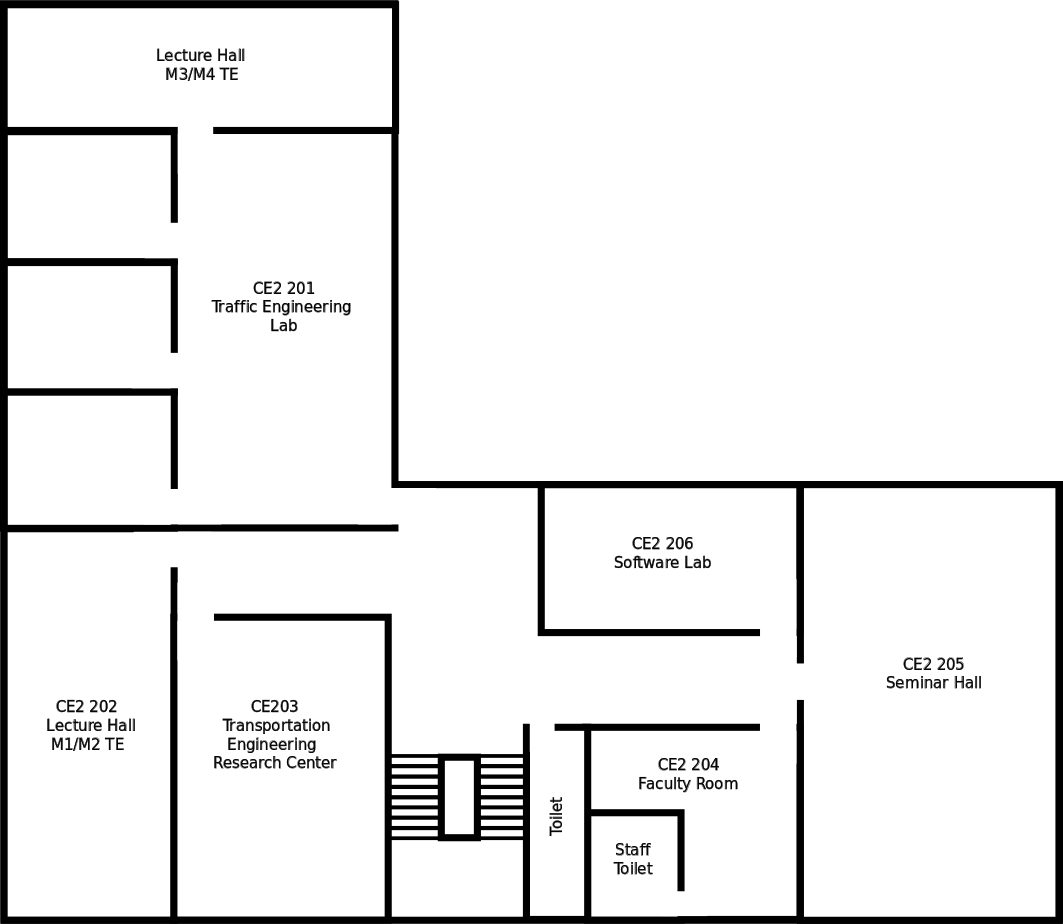 Lecture Hall
M3/M4 TE
CE2 201
Traffic Engineering
Lab
CE2 206
Software Lab
CE2 205
Seminar Hall
CE2 202
Lecture Hall
M1/M2 TE
CE203
Transportation
Engineering
Research Center
Toilet
CE2 204
Faculty Room
Staff
Toilet